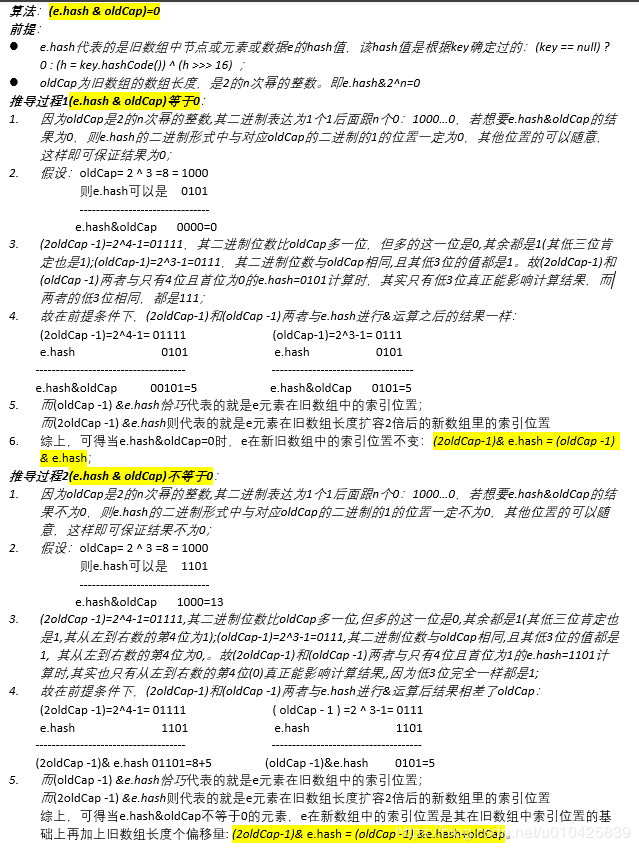 算法：(e.hash & oldCap)=0
前提：
● e.hash代表的是旧数组中节点或元素或数据e的hash值，该hash值是根据key确定过的：(key == null) ?
0 : (h = key.hashCode()) ^ (h >>> 16) ；
● oldCap为旧数组的数组长度，是2的n次幂的整数。即e.hash&2^n=0
推导过程1(e.hash & oldCap)等于0：
1. 因为oldCap是2的n次幂的整数,其二进制表达为1个1后面跟n个0：1000…0，若想要e.hash&oldCap的结
果为0，则e.hash的二进制形式中与对应oldCap的二进制的1的位置一定为0，其他位置的可以随意，
这样即可保证结果为0；
2. 假设：oldCap= 2 ^ 3 =8 = 1000
则e.hash可以是 0101
--------------------------------
e.hash&oldCap 0000=0
3. (2oldCap -1)=2^4-1=01111，其二进制位数比oldCap多一位，但多的这一位是0,其余都是1(其低三位肯
定也是1);(oldCap-1)=2^3-1=0111，其二进制位数与oldCap相同,且其低3位的值都是1。故(2oldCap-1)和
(oldCap -1)两者与只有4位且首位为0的e.hash=0101计算时，其实只有低3位真正能影响计算结果，而
两者的低3位相同，都是111；
4. 故在前提条件下，(2oldCap-1)和(oldCap -1)两者与e.hash进行&运算之后的结果一样：
(2oldCap -1)=2^4-1= 01111 (oldCap-1)=2^3-1= 0111
e.hash 0101 e.hash 0101
------------------------------------- -----------------------------------
e.hash&oldCap 00101=5 e.hash&oldCap 0101=5
5. 而(oldCap -1) &e.hash恰巧代表的就是e元素在旧数组中的索引位置；
而(2oldCap -1) &e.hash则代表的就是e元素在旧数组长度扩容2倍后的新数组里的索引位置
6. 综上，可得当e.hash&oldCap=0时，e在新旧数组中的索引位置不变：(2oldCap-1)& e.hash = (oldCap -1)
& e.hash；
推导过程2(e.hash & oldCap)不等于0：
1. 因为oldCap是2的n次幂的整数,其二进制表达为1个1后面跟n个0：1000…0，若想要e.hash&oldCap的结
果不为0，则e.hash的二进制形式中与对应oldCap的二进制的1的位置一定不为0，其他位置的可以随
意，这样即可保证结果不为0；
2. 假设：oldCap= 2 ^ 3 =8 = 1000
则e.hash可以是 1101
--------------------------------
e.hash&oldCap 1000=13
3. (2oldCap -1)=2^4-1=01111,其二进制位数比oldCap多一位,但多的这一位是0,其余都是1(其低三位肯定也
是1,其从左到右数的第4位为1);(oldCap-1)=2^3-1=0111,其二进制位数与oldCap相同,且其低3位的值都是
1, 其从左到右数的第4位为0,。故(2oldCap-1)和(oldCap -1)两者与只有4位且首位为1的e.hash=1101计
算时,其实也只有从左到右数的第4位(0)真正能影响计算结果,,因为低3位完全一样都是1;
4. 故在前提条件下，(2oldCap-1)和(oldCap -1)两者与e.hash进行&运算后结果相差了oldCap：
(2oldCap -1)=2^4-1= 01111 ( oldCap - 1 ) =2 ^ 3-1= 0111
e.hash 1101 e.hash 1101
------------------------------------- -------------------------------------
(2oldCap -1)& e.hash 01101=8+5 (oldCap -1)&e.hash 0101=5
5. 而(oldCap -1) &e.hash恰巧代表的就是e元素在旧数组中的索引位置；
而(2oldCap -1) &e.hash则代表的就是e元素在旧数组长度扩容2倍后的新数组里的索引位置
综上，可得当e.hash&oldCap不等于0的元素，e在新数组中的索引位置是其在旧数组中索引位置的基
础上再加上旧数组长度个偏移量: (2oldCap-1)& e.hash = (oldCap -1) &e.hash+oldCap。